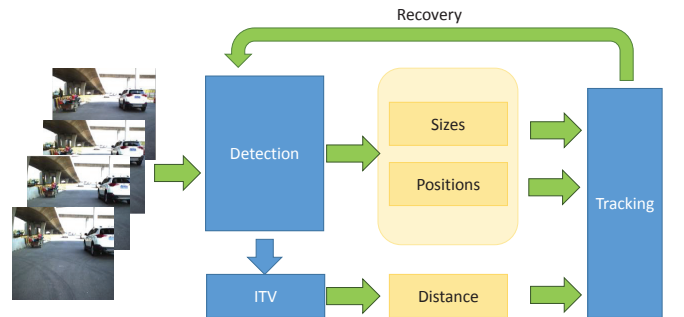 Recovery
Sizes
Detection
Positions
Tracking
ITV
Distance